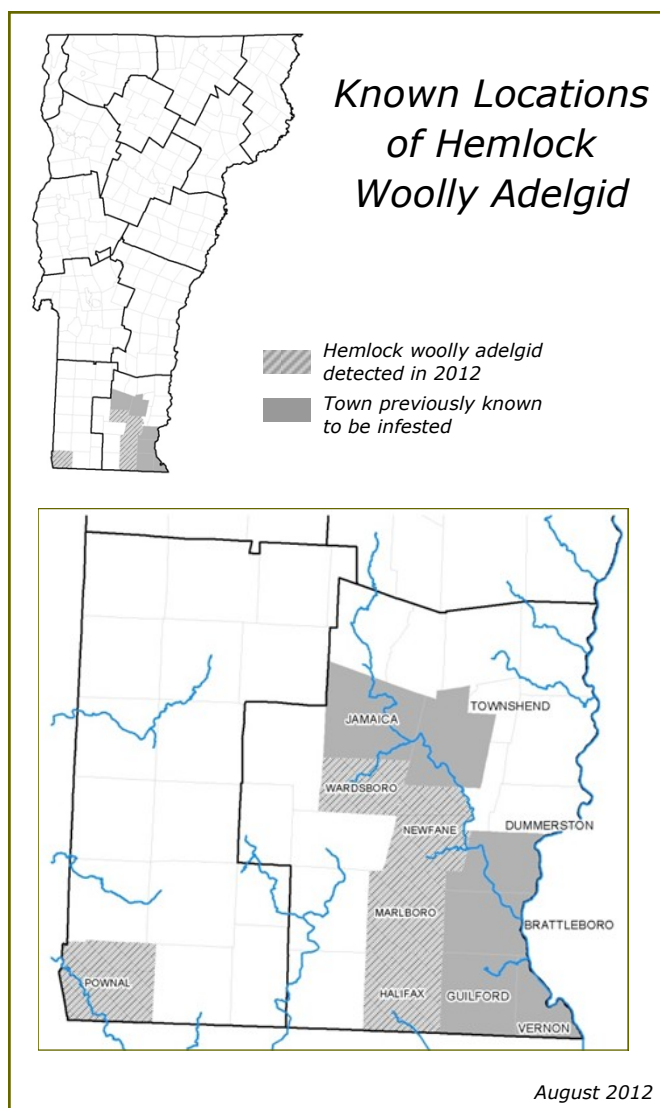 Known Locations
of Hemlock
Woolly Adelgid
Hemlock woolly adelgid
detected in 2012
Town previously known
to be infested
JAMAICA
TOWNSHEND
WARDSBORO
NEWFANE
DUMMERSTON
MARLBORO
BRATTLEBORO
POWNAL
HALIFAX
GUILFORD
VERNON
August 2012